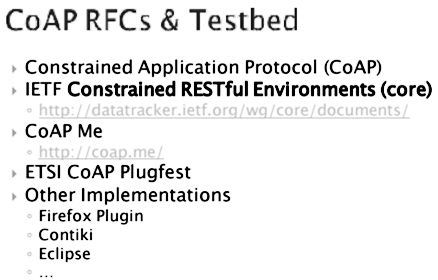 CoAP RFCs & Testbed
Constrained Application Protocol (CoAP)
IETF Constrained RESTful Environments (core)
http://datatracker.ietf.org/wg/core/documents/
CoAP Me
http://coap.me/
ETSI CoAP Plugfest
Other Implementations
Firefox Plugin
Contiki
Eclipse
...